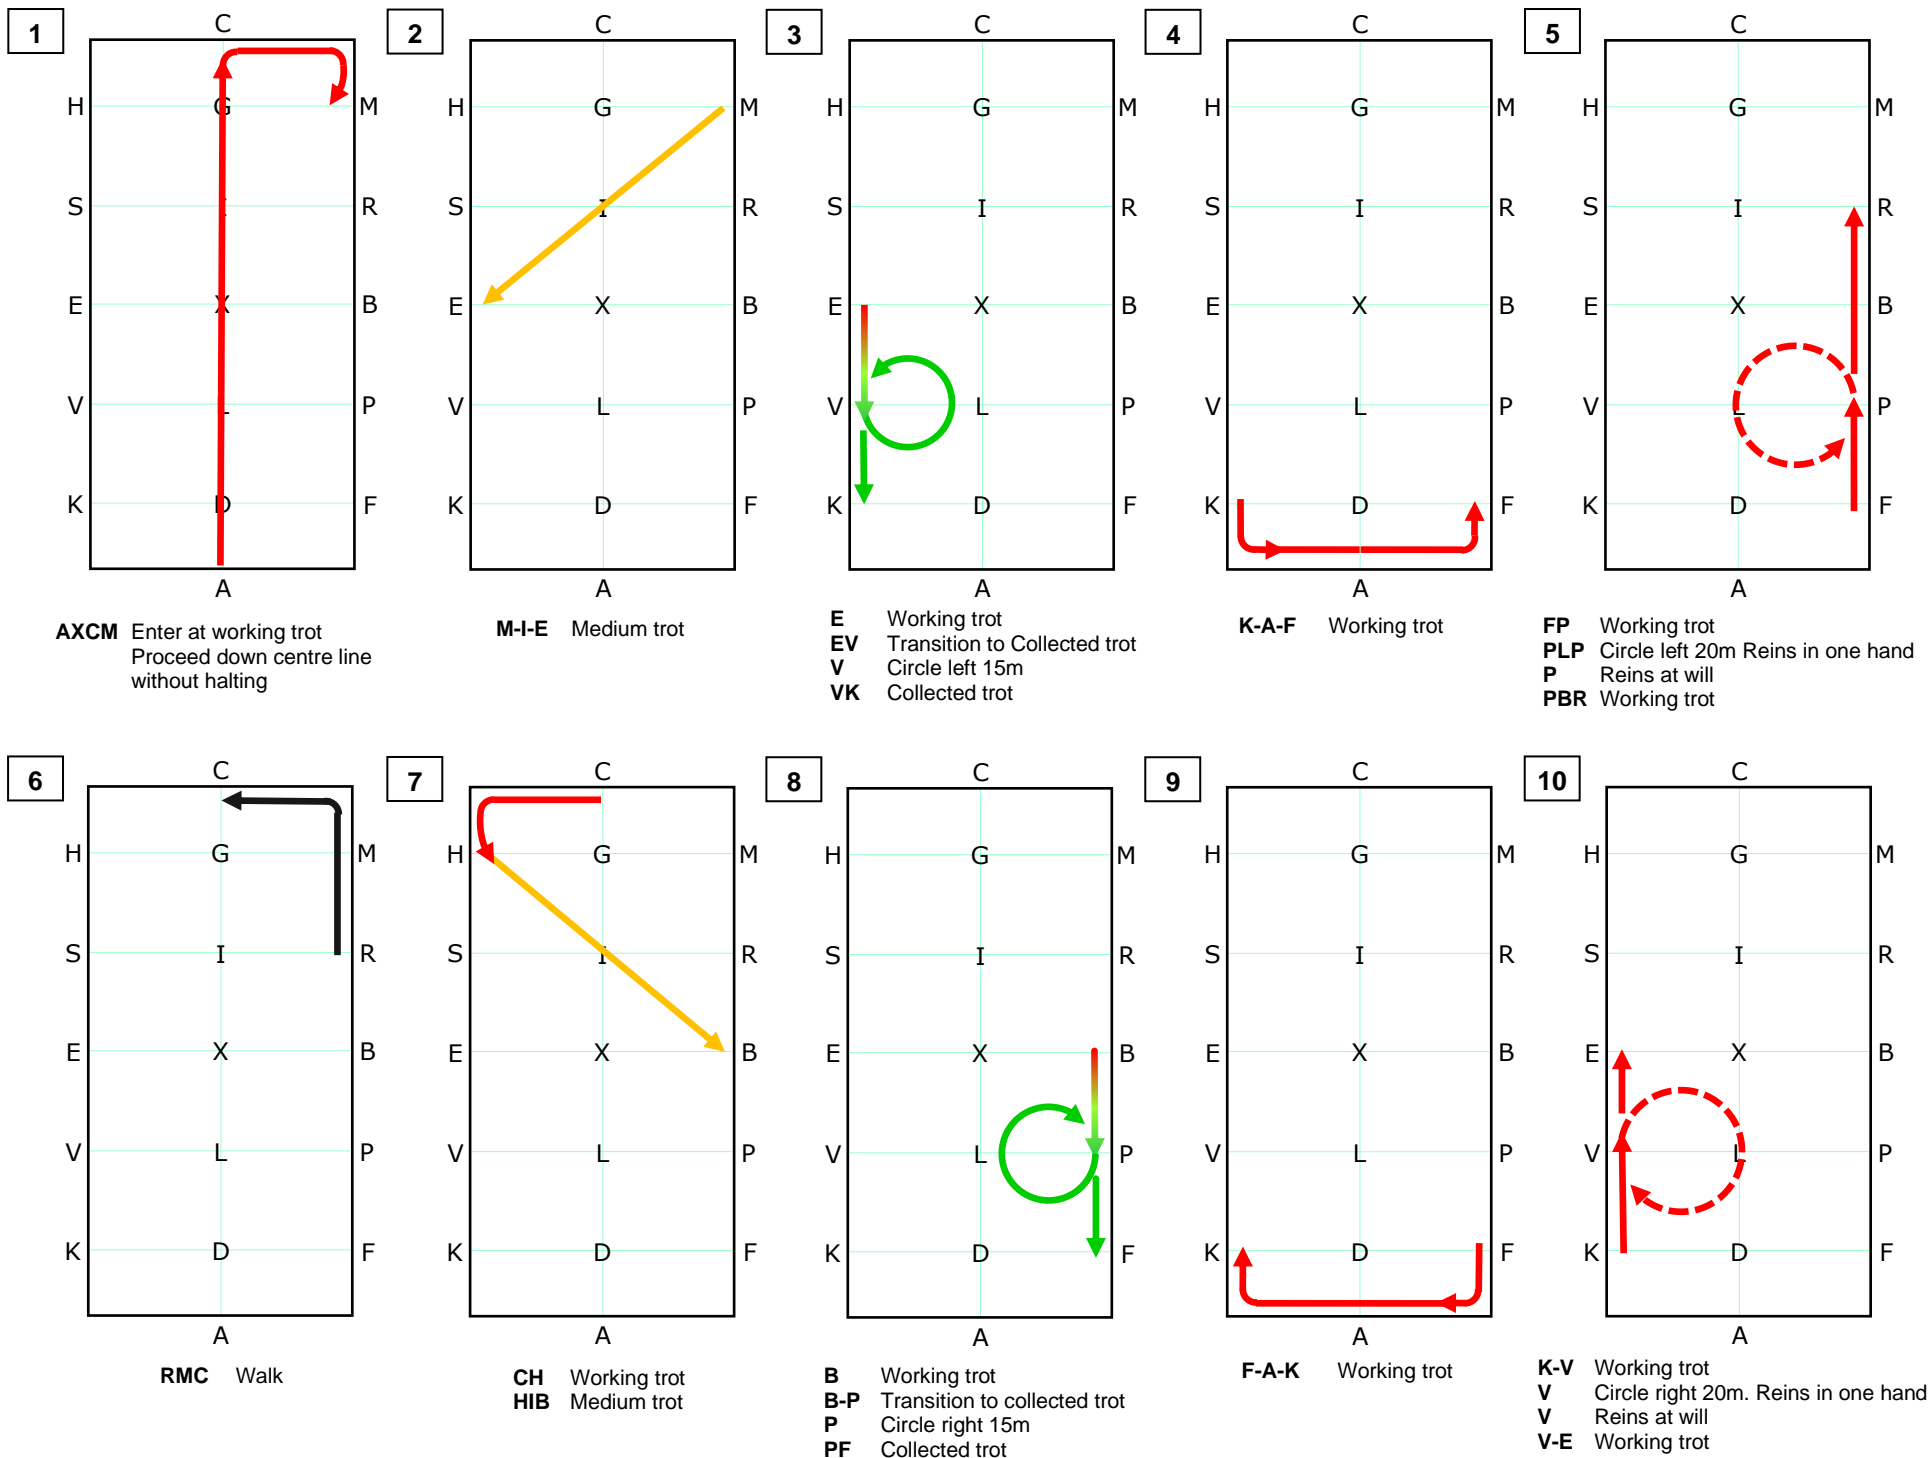 1
C
H G M
S R
E X B
V L P
K D F
A
AXCM Enter at working trot
Proceed down centre line
without halting
2
C
H G M
S I R
E X B
V L P
K D F
A
M-I-E Medium trot
3
C
H G M
S I R
E X B
V L P
K D F
A
E Working trot
EV Transition to Collected trot
V Circle left 15m
VK Collected trot
4
C
H G M
S I R
E X B
V L P
K D F
A
K-A-F Working trot
5
C
H G M
S I R
E X B
V L P
K D F
A
FP Working trot
PLP Circle left 20m Reins in one hand
P Reins at will
PBR Working trot
6
C
H G M
S I R
E X B
V L P
K D F
A
RMC Walk
7
C
H G M
S I R
E X B
V L P
K D F
A
CH Working trot
HIB Medium trot
8
C
H G M
S I R
E X B
V L P
K D F
A
B Working trot
B-P Transition to collected trot
P Circle right 15m
PF Collected trot
9
C
H G M
S I R
E X B
V L P
K D F
A
F-A-K Working trot
10
C
H G M
S I R
E X B
V L P
K D F
A
K-V Working trot
V Circle right 20m. Reins in one hand
V Reins at will
V-E Working trot